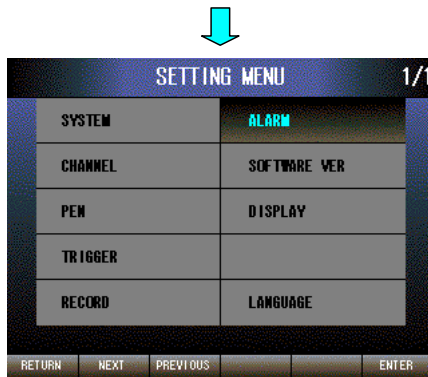 SETTING MENU 1/1
SYSTEM ALARM
CHANNEL SOFTWARE VER
PEN DISPLAY
TRIGGER
RECORD LANGUAGE
RETURN NEXT PREVIOUS ENTER